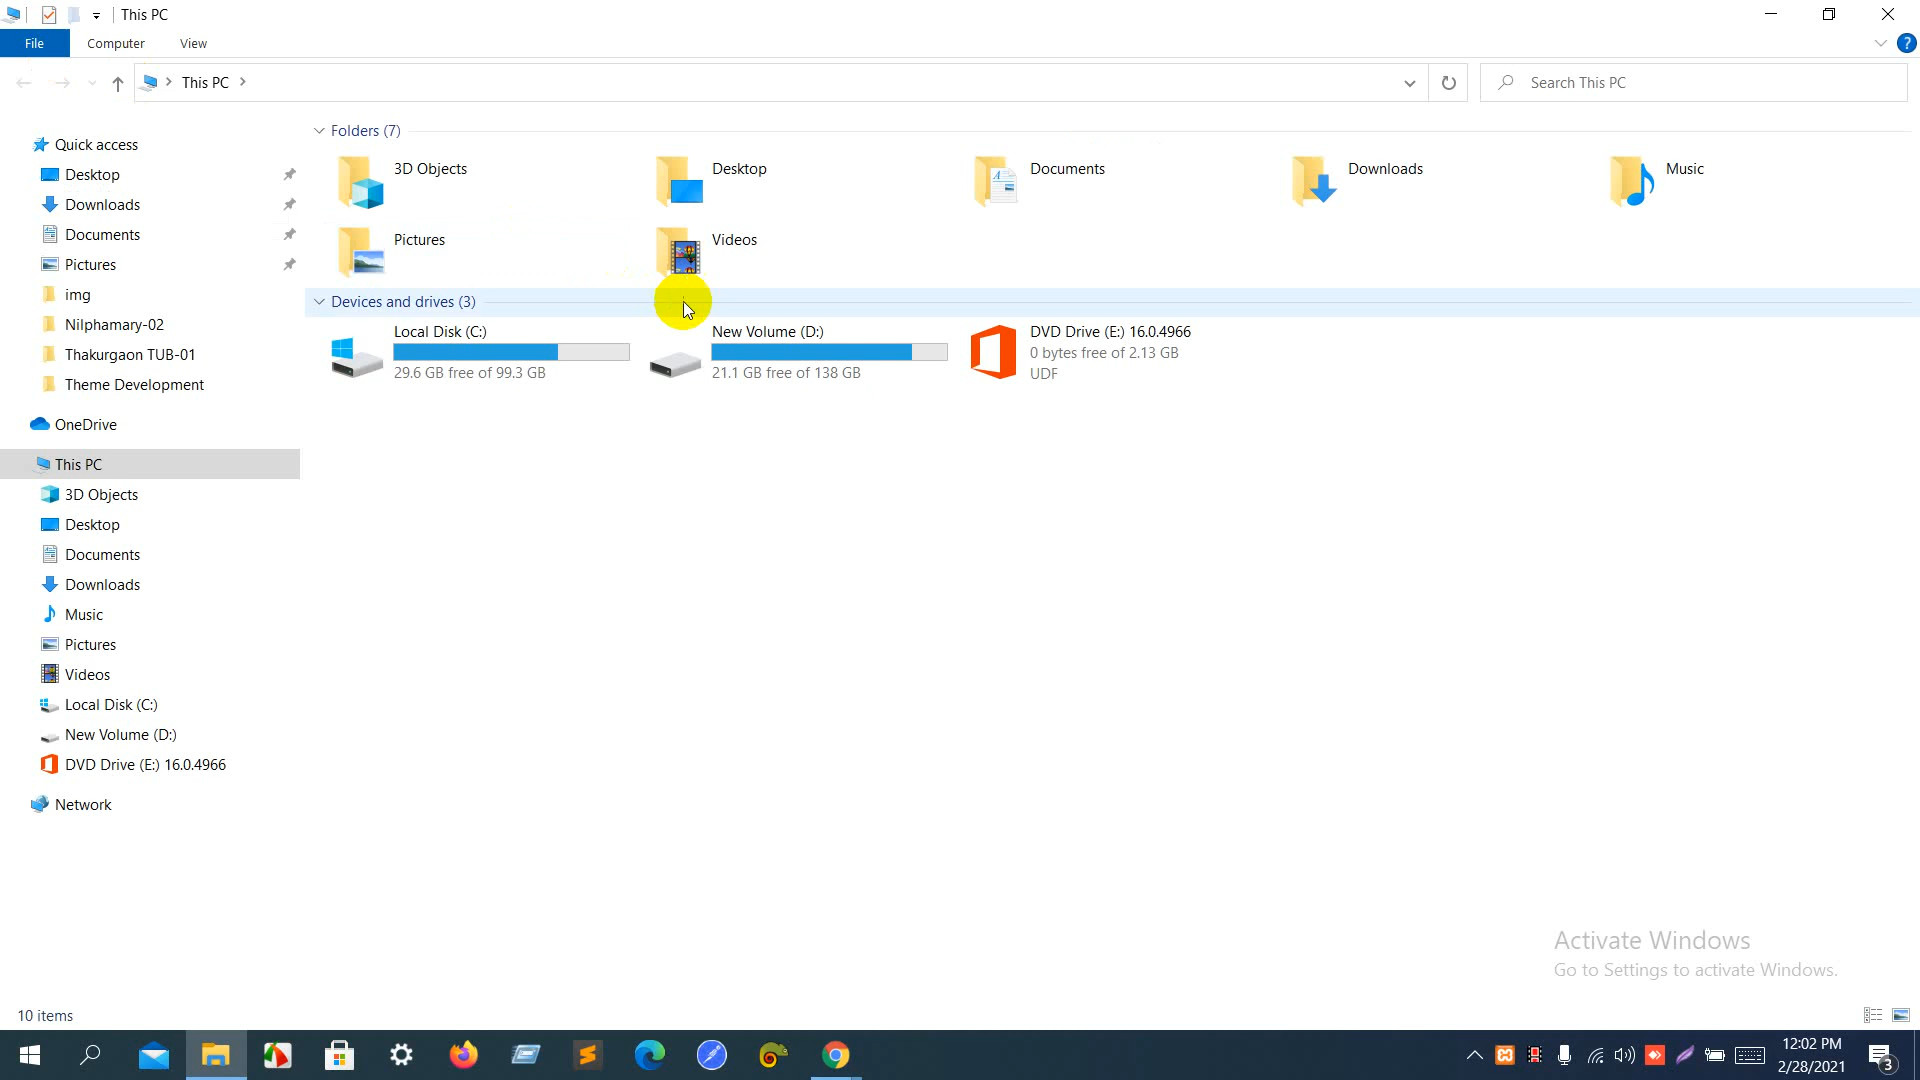 This PC
File
Computer
View
This PC
Search This PC
Quick access
Desktop
Downloads
Documents
Pictures
img
Nilphamary-02
Thakurgaon TUB-01
Theme Development
OneDrive
This PC
3D Objects
Desktop
Documents
Downloads
Music
Pictures
Videos
Local Disk (C:)
New Volume (D:)
DVD Drive (E:) 16.0.4966
Network
Folders (7)
3D Objects
Desktop
Documents
Downloads
Music
Pictures
Videos
Devices and drives (3)
Local Disk (C:)
29.6 GB free of 99.3 GB
New Volume (D:)
21.1 GB free of 138 GB
DVD Drive (E:) 16.0.4966
0 bytes free of 2.13 GB
UDF
Activate Windows
Go to Settings to activate Windows.
10 items
12:02 PM
2/28/2021
3